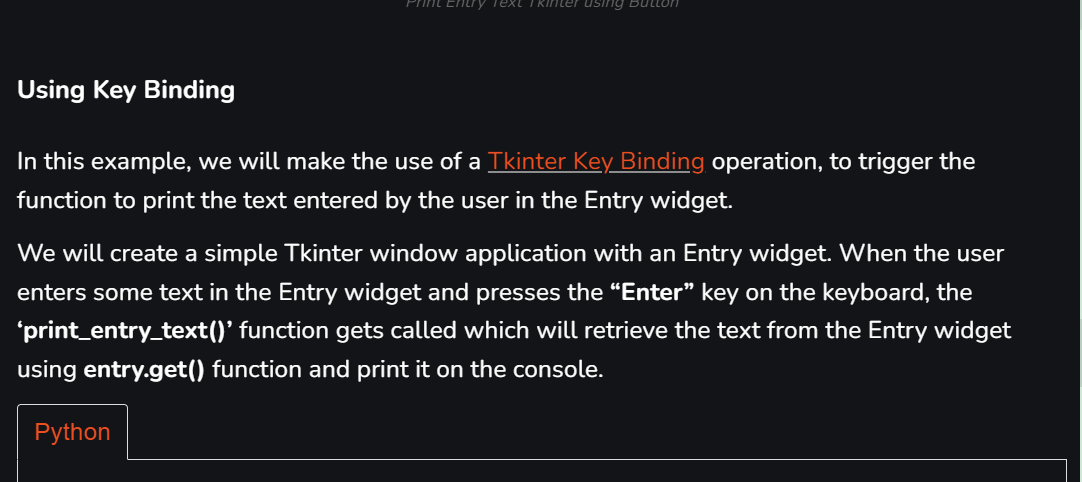 Print Entry Text Tkinter using Button
Using Key Binding
In this example, we will make the use of a Tkinter Key Binding operation, to trigger the
function to print the text entered by the user in the Entry widget.
We will create a simple Tkinter window application with an Entry widget. When the user
enters some text in the Entry widget and presses the “Enter” key on the keyboard, the
‘print_entry_text()’ function gets called which will retrieve the text from the Entry widget
using entry.get() function and print it on the console.
Python